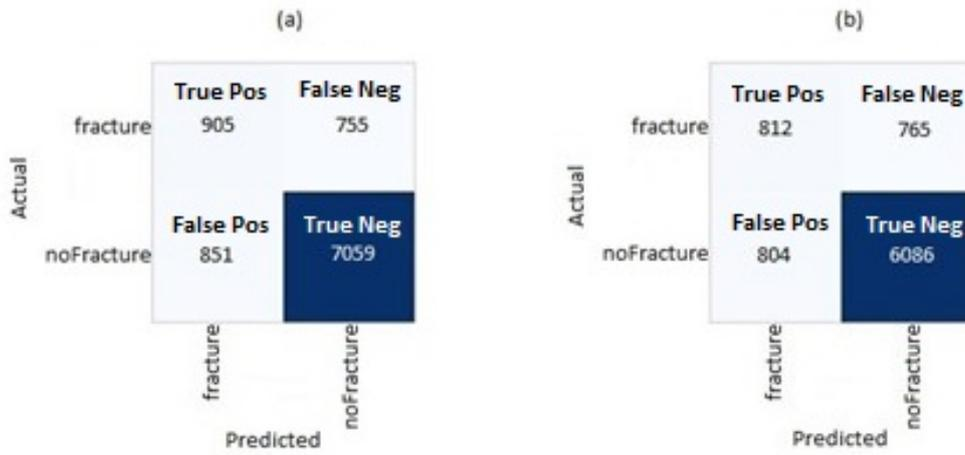 (a)
True Pos False Neg
fracture 905 755
Actual
False Pos True Neg
noFracture 851 7059
fracture
noFracture
Predicted
(b)
True Pos False Neg
fracture 812 765
Actual
False Pos True Neg
noFracture 804 6086
fracture
noFracture
Predicted